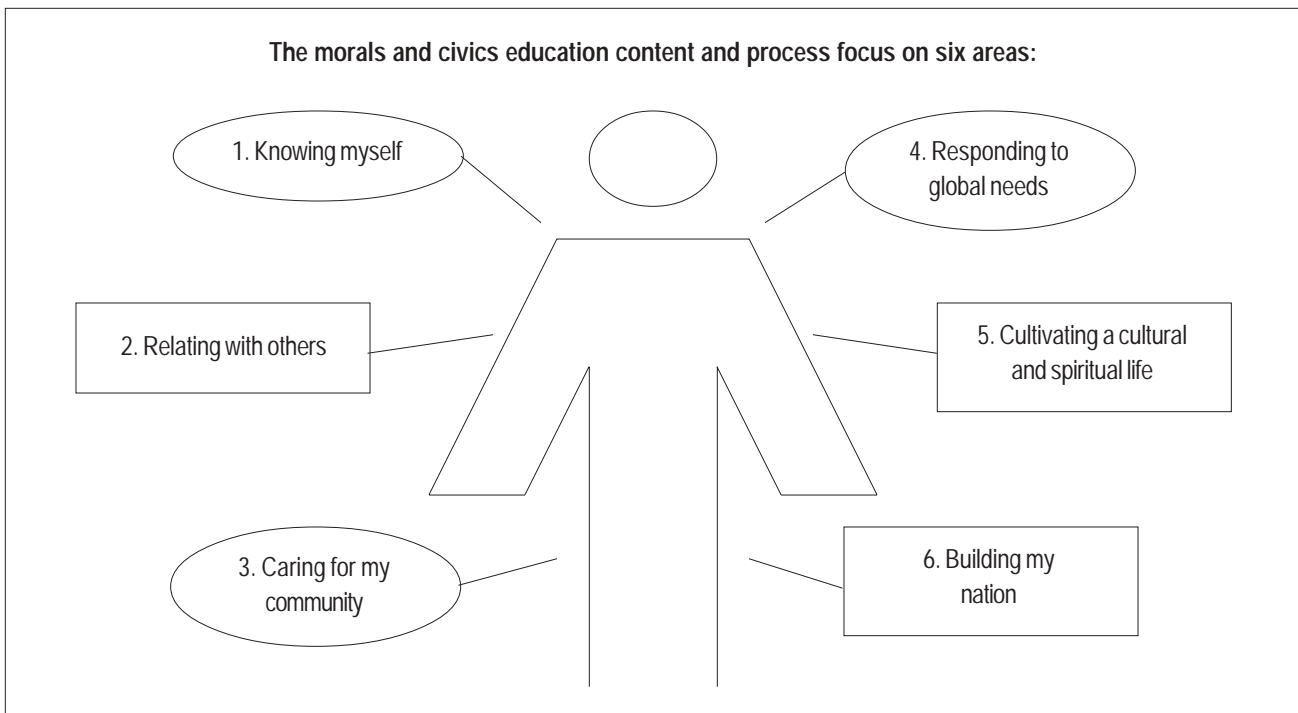 The morals and civics education content and process focus on six areas:
1. Knowing myself
2. Relating with others
3. Caring for my
community
4. Responding to
global needs
5. Cultivating a cultural
and spiritual life
6. Building my
nation